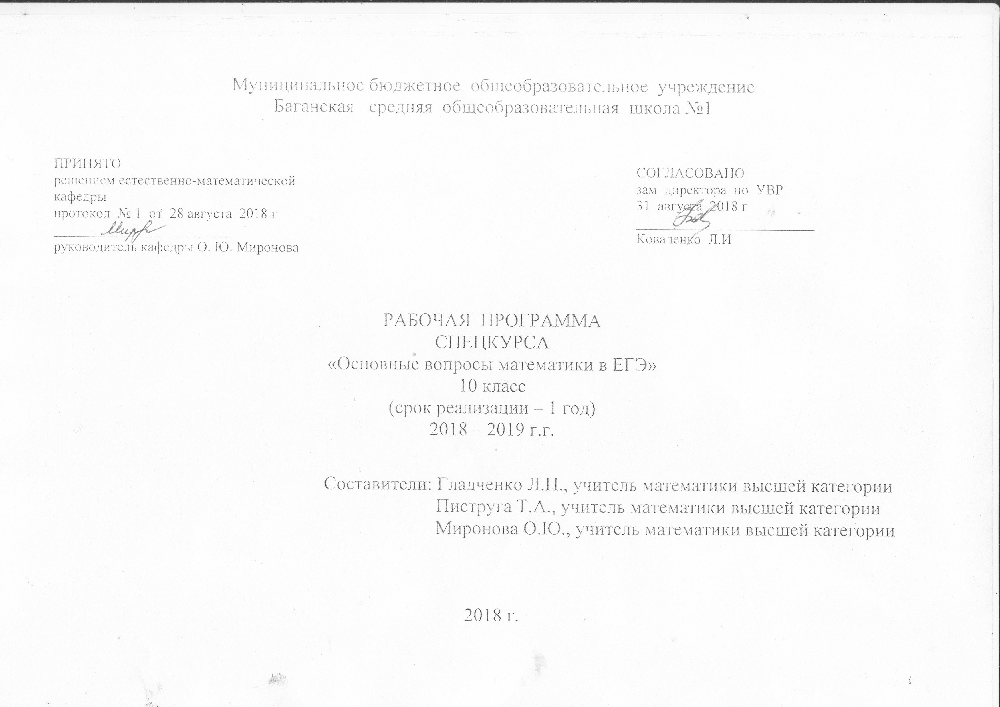 Муниципальное бюджетное общеобразовательное учреждение
Баганская средняя общеобразовательная школа №1
ПРИНЯТО
решением естественно-математической
кафедры
протокол № 1 от 28 августа 2018 г
руководитель кафедры О. Ю. Миронова
СОГЛАСОВАНО
зам директора по УВР
31 августа 2018 г
Коваленко Л.И
РАБОЧАЯ ПРОГРАММА
СПЕЦКУРСА
«Основные вопросы математики в ЕГЭ»
10 класс
(срок реализации – 1 год)
2018 – 2019 г.г.
Составители: Гладченко Л.П., учитель математики высшей категории
Пиструга Т.А., учитель математики высшей категории
Миронова О.Ю., учитель математики высшей категории
2018 г.